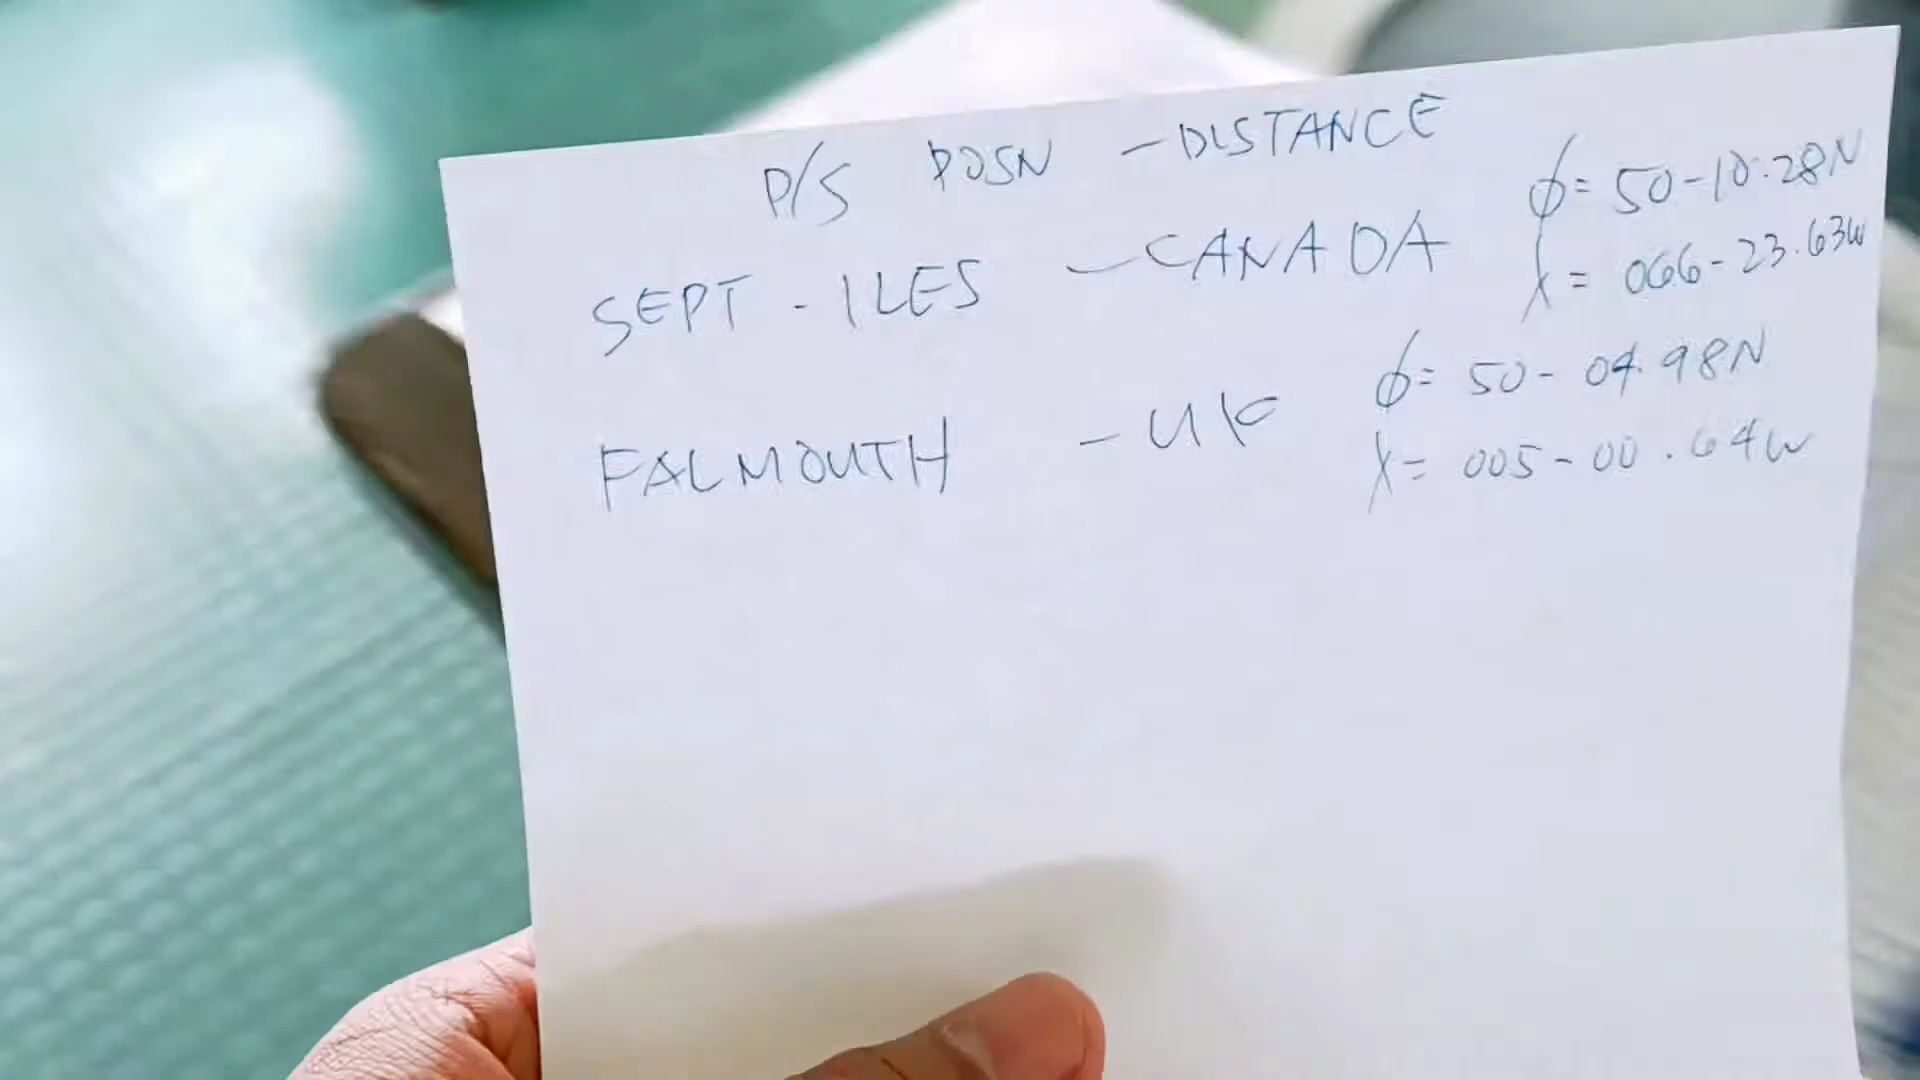 P/S POSN - DISTANCE
SEPT - ILES - CANADA
φ = 50-10.28N
λ = 066-23.63W
FALMOUTH - UK
φ = 50-04.98N
λ = 005-00.64W